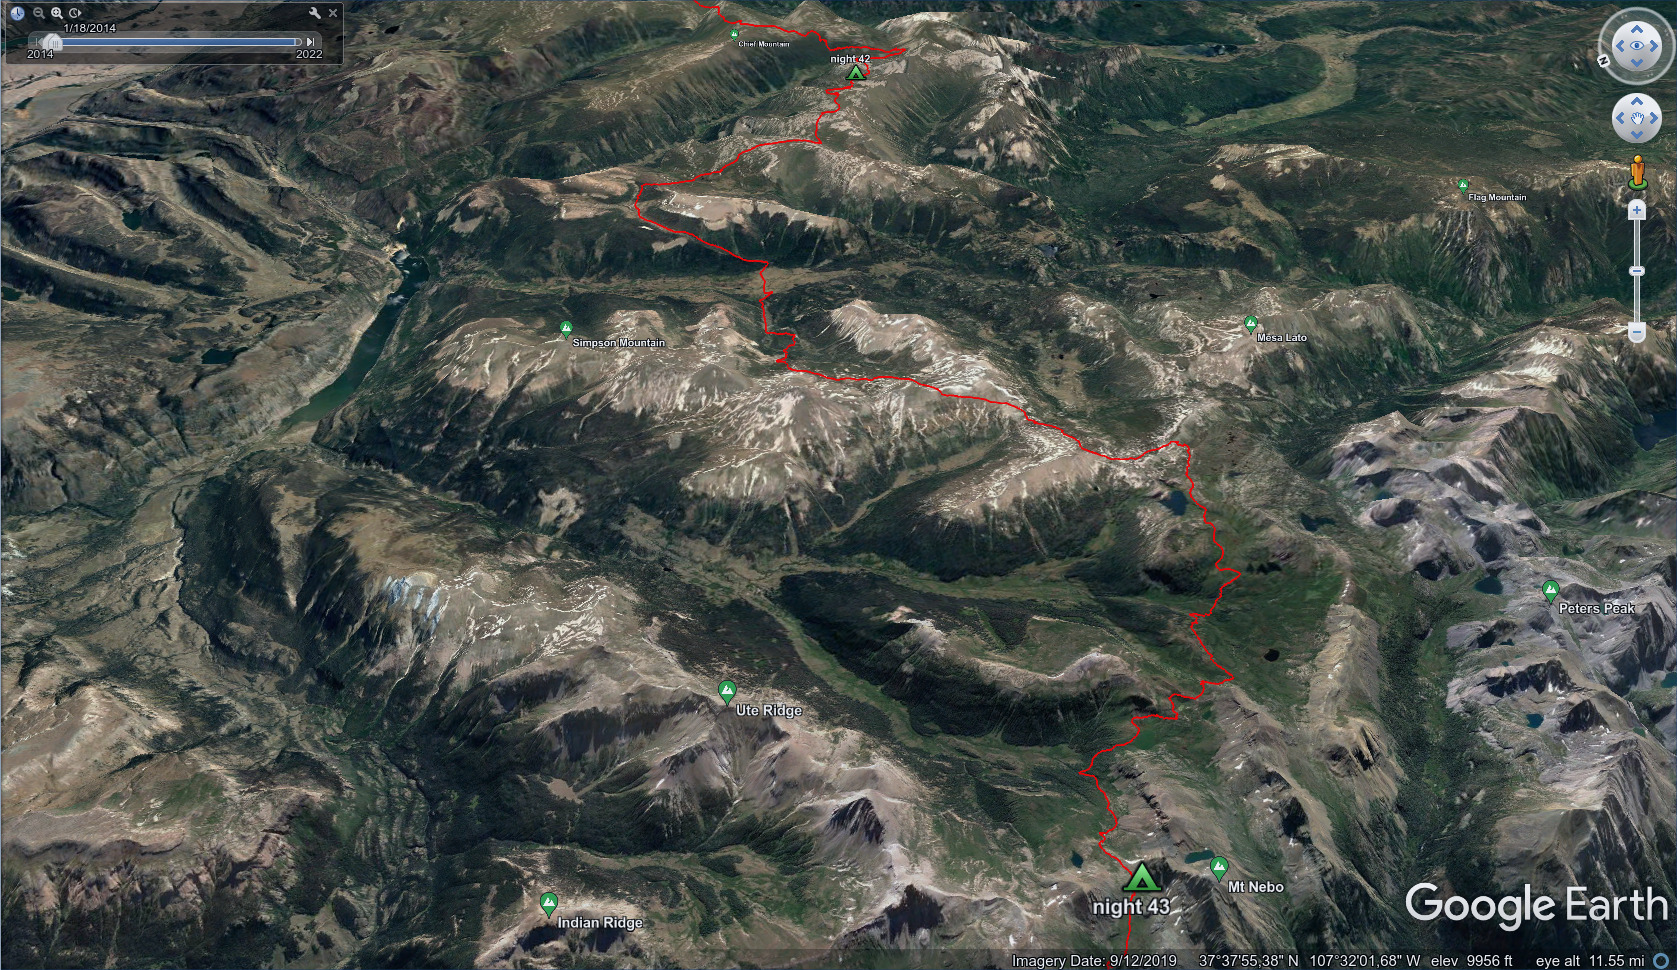 1/18/2014
2014
2022
Chief Mountain
night 42
N
Flag Mountain
Simpson Mountain
Mesa Lato
Peters Peak
Ute Ridge
Mt Nebo
night 43
Indian Ridge
Google Earth
Imagery Date: 9/12/2019 37°37'55,38" N 107°32'01,68" W elev 9956 ft eye alt 11.55 mi